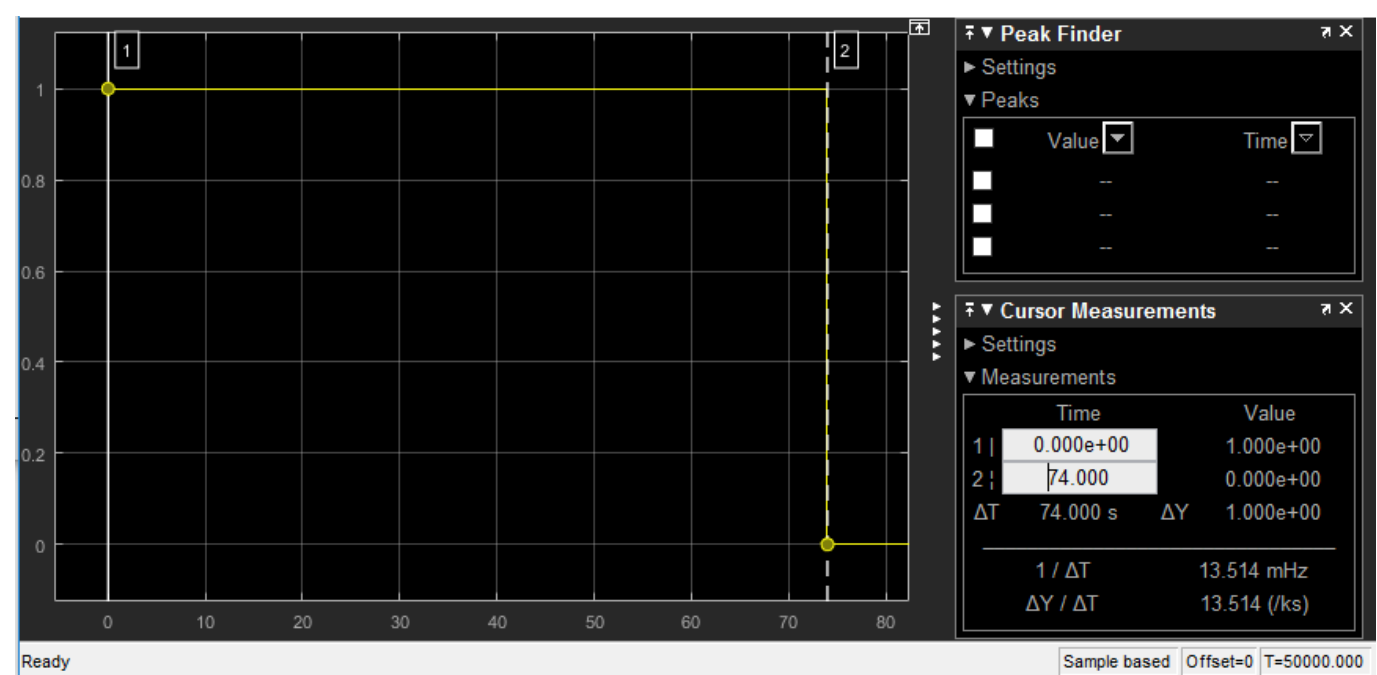 1
2
1
0.8
0.6
0.4
0.2
0
0 10 20 30 40 50 60 70 80
Peak Finder
Settings
Peaks
Value Time
-- --
-- --
-- --
Cursor Measurements
Settings
Measurements
Time Value
1 | 0.000e+00 1.000e+00
2 ¦ 74.000 0.000e+00
ΔT 74.000 s ΔY 1.000e+00
1 / ΔT 13.514 mHz
ΔY / ΔT 13.514 (/ks)
Ready Sample based Offset=0 T=50000.000